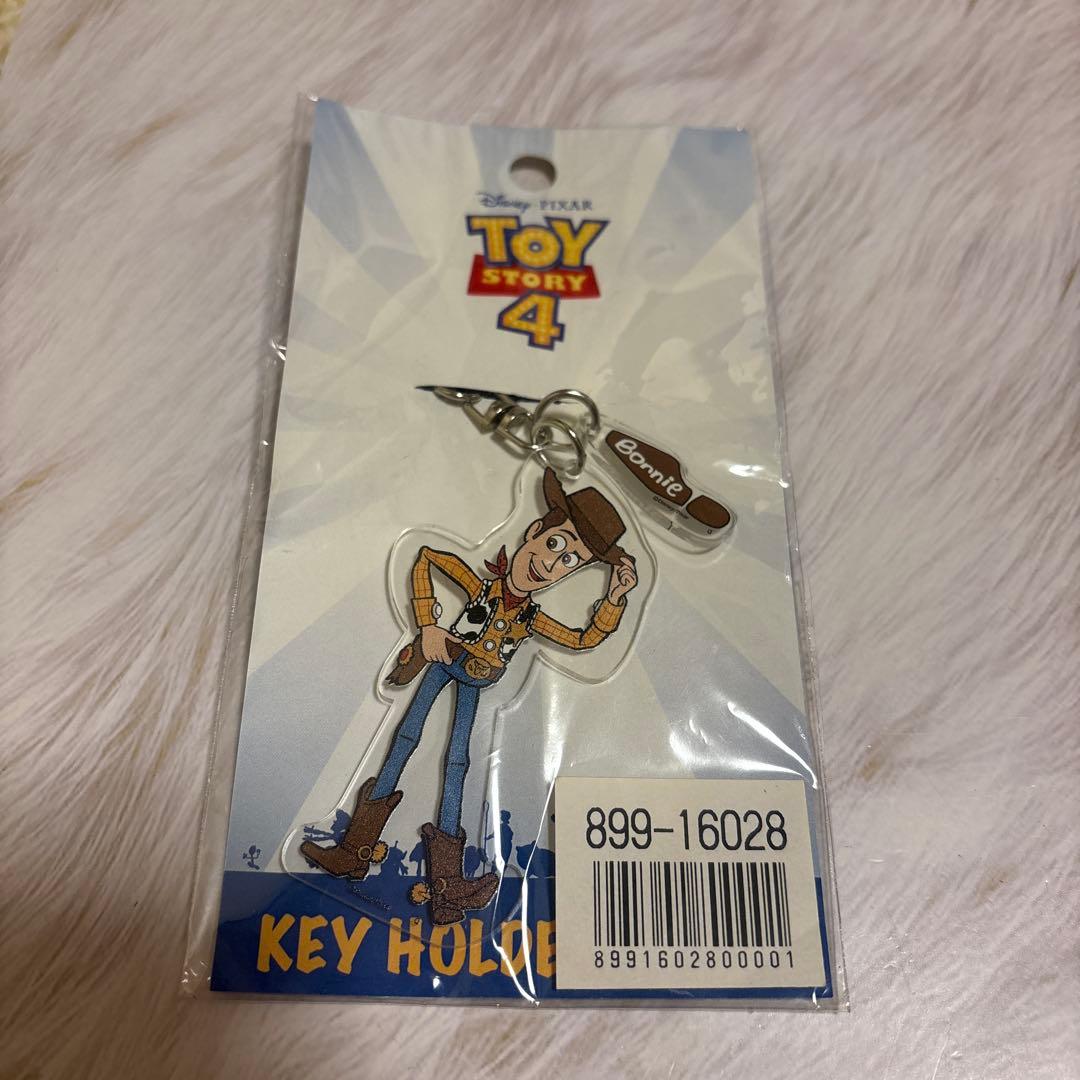 Disney·PIXAR
TOY
STORY
4
Bonnie
899-16028
8991602800001
KEY HOLDE